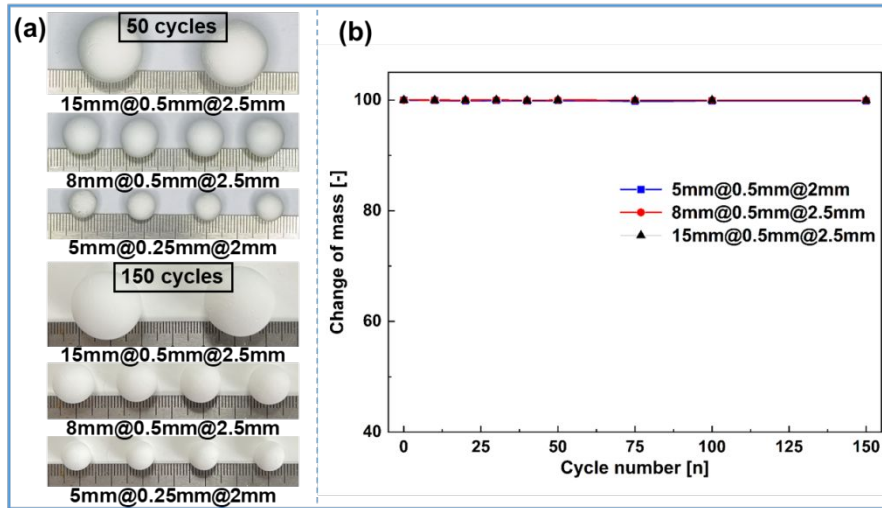 (a)
50 cycles
15mm@0.5mm@2.5mm
8mm@0.5mm@2.5mm
5mm@0.25mm@2mm
150 cycles
15mm@0.5mm@2.5mm
8mm@0.5mm@2.5mm
5mm@0.25mm@2mm
(b)
Change of mass [-]
100
80
60
40
5mm@0.5mm@2mm
8mm@0.5mm@2.5mm
15mm@0.5mm@2.5mm
0 25 50 75 100 125 150
Cycle number [n]